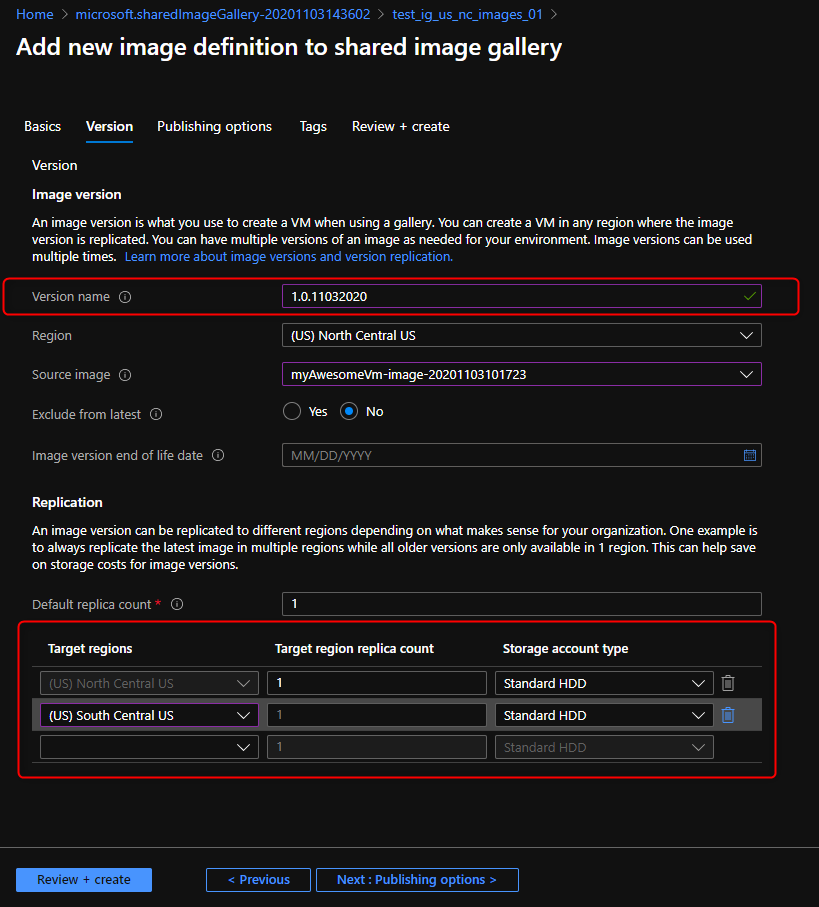 Home > microsoft.sharedImageGallery-20201103143602 > test_ig_us_nc_images_01 >
Add new image definition to shared image gallery
Basics Version Publishing options Tags Review + create
Version
Image version
An image version is what you use to create a VM when using a gallery. You can create a VM in any region where the image
version is replicated. You can have multiple versions of an image as needed for your environment. Image versions can be used
multiple times. Learn more about image versions and version replication.
Version name 1.0.11032020
Region (US) North Central US
Source image myAwesomeVm-image-20201103101723
Exclude from latest Yes No
Image version end of life date MM/DD/YYYY
Replication
An image version can be replicated to different regions depending on what makes sense for your organization. One example is
to always replicate the latest image in multiple regions while all older versions are only available in 1 region. This can help save
on storage costs for image versions.
Default replica count * 1
Target regions Target region replica count Storage account type
(US) North Central US 1 Standard HDD
(US) South Central US 1 Standard HDD
1 Standard HDD
Review + create < Previous Next : Publishing options >